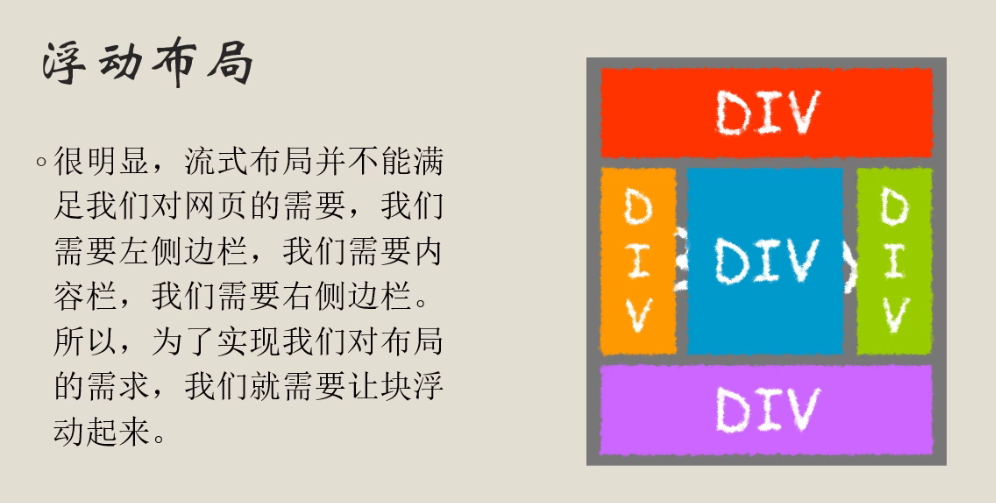 浮动布局
很明显，流式布局并不能满
足我们对网页的需要，我们
需要左侧边栏，我们需要内
容栏，我们需要右侧边栏。
所以，为了实现我们对布局
的需求，我们就需要让块浮
动起来。
DIV
DIV
DIV
DIV
DIV